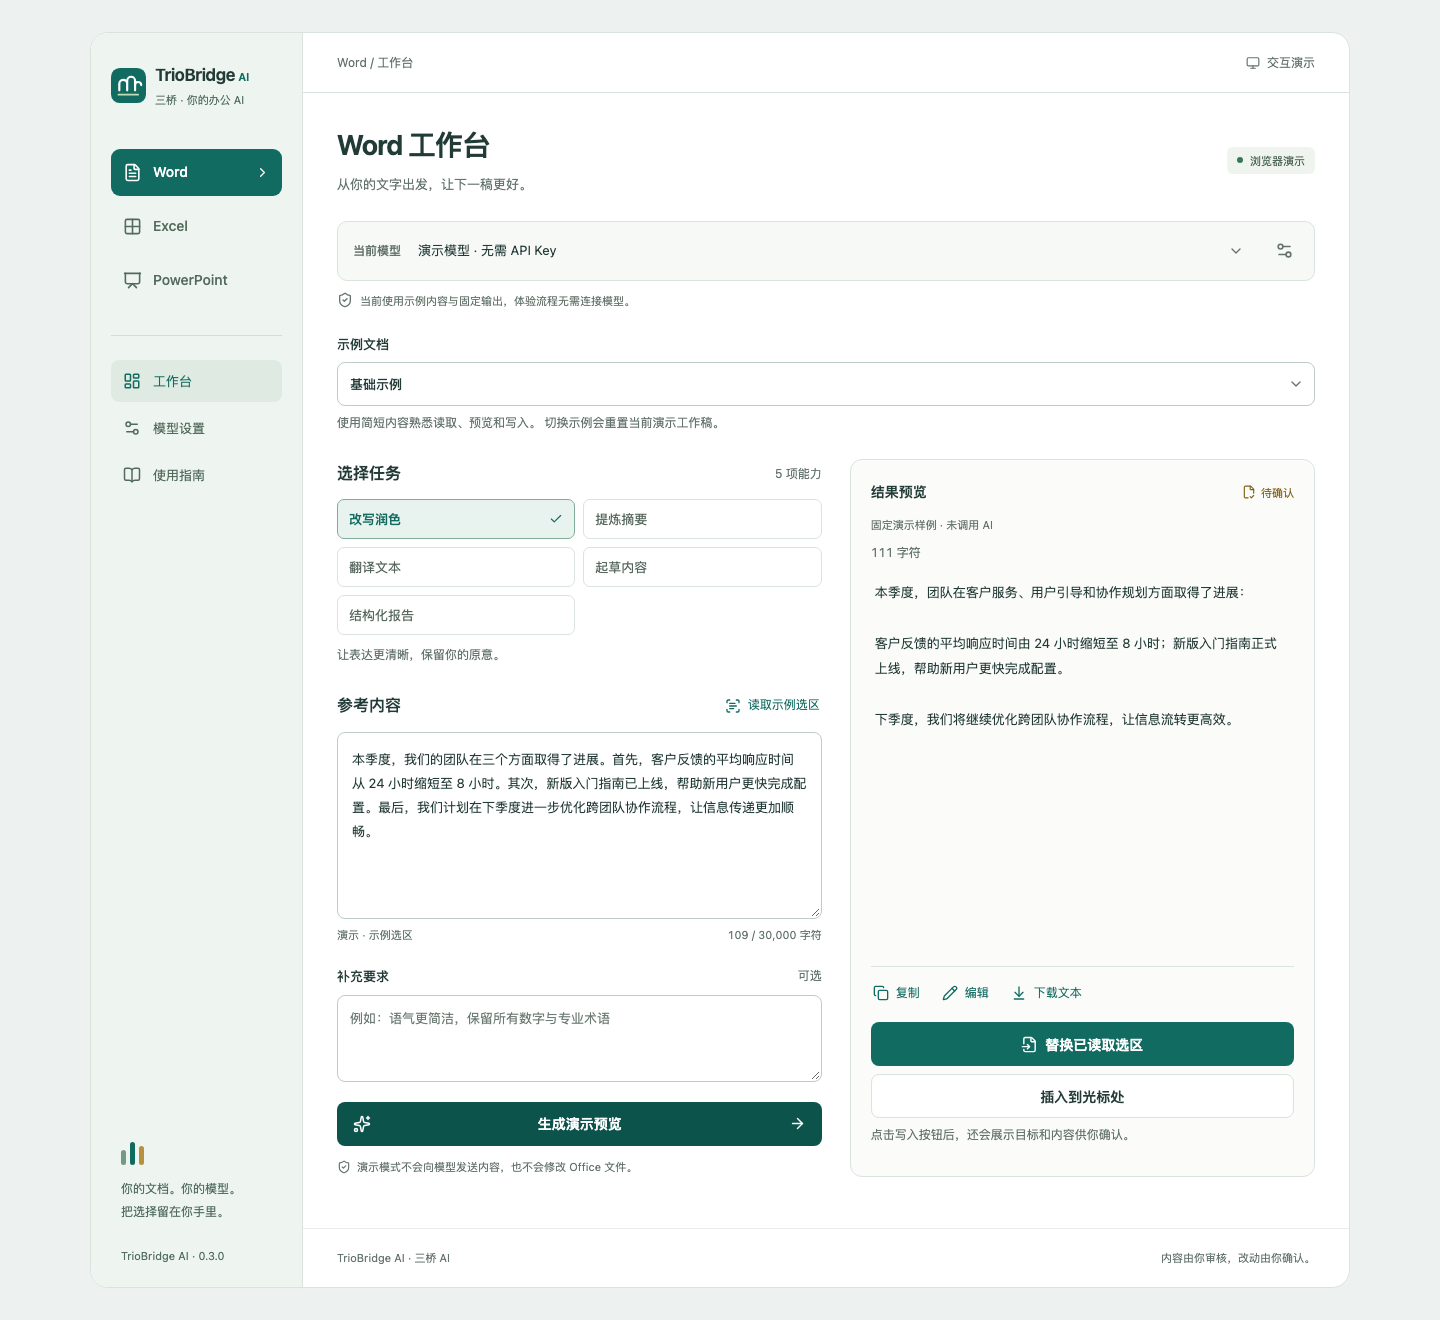 TrioBridge AI
三桥 · 你的办公 AI
Word
Excel
PowerPoint
工作台
模型设置
使用指南
你的文档。你的模型。
把选择留在你手里。
TrioBridge AI · 0.3.0
Word / 工作台
交互演示
Word 工作台
从你的文字出发，让下一稿更好。
浏览器演示
当前模型
演示模型 · 无需 API Key
当前使用示例内容与固定输出，体验流程无需连接模型。
示例文档
基础示例
使用简短内容熟悉读取、预览和写入。 切换示例会重置当前演示工作稿。
选择任务
5 项能力
改写润色
提炼摘要
翻译文本
起草内容
结构化报告
让表达更清晰，保留你的原意。
参考内容
读取示例选区
本季度，我们的团队在三个方面取得了进展。首先，客户反馈的平均响应时间
从 24 小时缩短至 8 小时。其次，新版入门指南已上线，帮助新用户更快完成配
置。最后，我们计划在下季度进一步优化跨团队协作流程，让信息传递更加顺
畅。
演示 · 示例选区
109 / 30,000 字符
补充要求
可选
例如：语气更简洁，保留所有数字与专业术语
生成演示预览
演示模式不会向模型发送内容，也不会修改 Office 文件。
结果预览
待确认
固定演示样例 · 未调用 AI
111 字符
本季度，团队在客户服务、用户引导和协作规划方面取得了进展：
客户反馈的平均响应时间由 24 小时缩短至 8 小时；新版入门指南正式
上线，帮助新用户更快完成配置。
下季度，我们将继续优化跨团队协作流程，让信息流转更高效。
复制
编辑
下载文本
替换已读取选区
插入到光标处
点击写入按钮后，还会展示目标和内容供你确认。
TrioBridge AI · 三桥 AI
内容由你审核，改动由你确认。